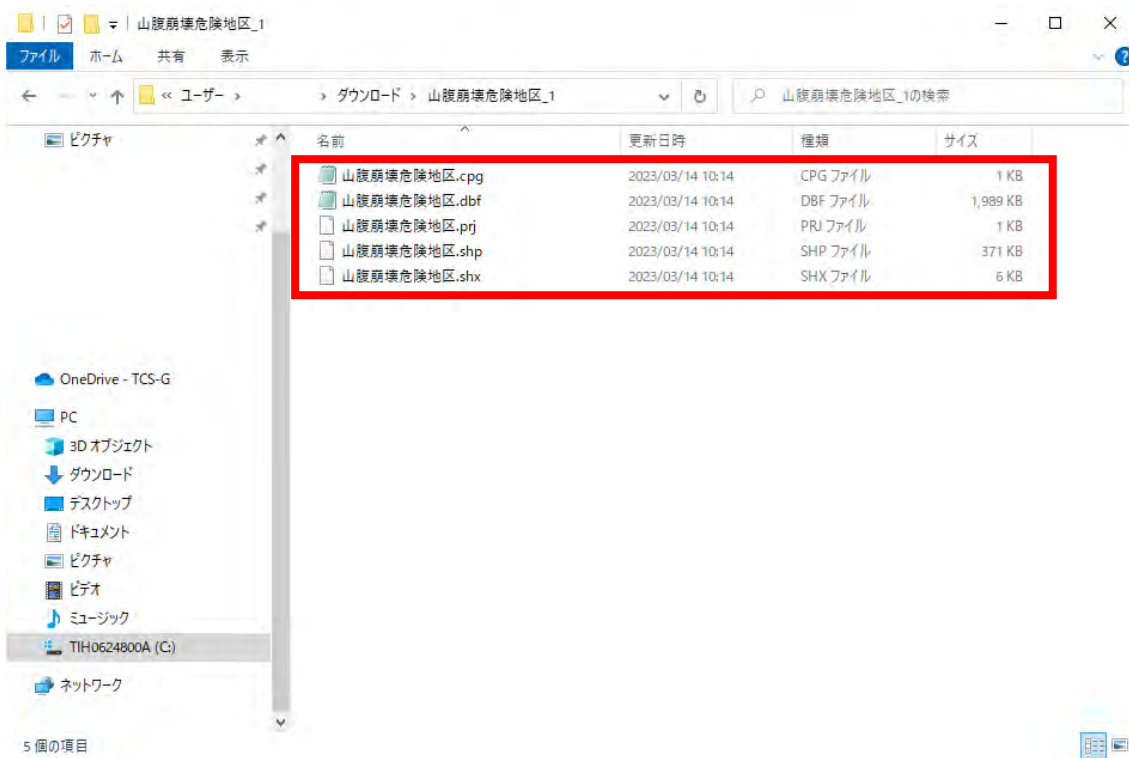 山腹崩壊危険地区_1
ファイル ホーム 共有 表示
« ユーザー › › ダウンロード › 山腹崩壊危険地区_1
山腹崩壊危険地区_1の検索
ピクチャ
名前 更新日時 種類 サイズ
山腹崩壊危険地区.cpg 2023/03/14 10:14 CPG ファイル 1 KB
山腹崩壊危険地区.dbf 2023/03/14 10:14 DBF ファイル 1,989 KB
山腹崩壊危険地区.prj 2023/03/14 10:14 PRJ ファイル 1 KB
山腹崩壊危険地区.shp 2023/03/14 10:14 SHP ファイル 371 KB
山腹崩壊危険地区.shx 2023/03/14 10:14 SHX ファイル 6 KB
OneDrive - TCS-G
PC
3D オブジェクト
ダウンロード
デスクトップ
ドキュメント
ピクチャ
ビデオ
ミュージック
TIH0624800A (C:)
ネットワーク
5 個の項目